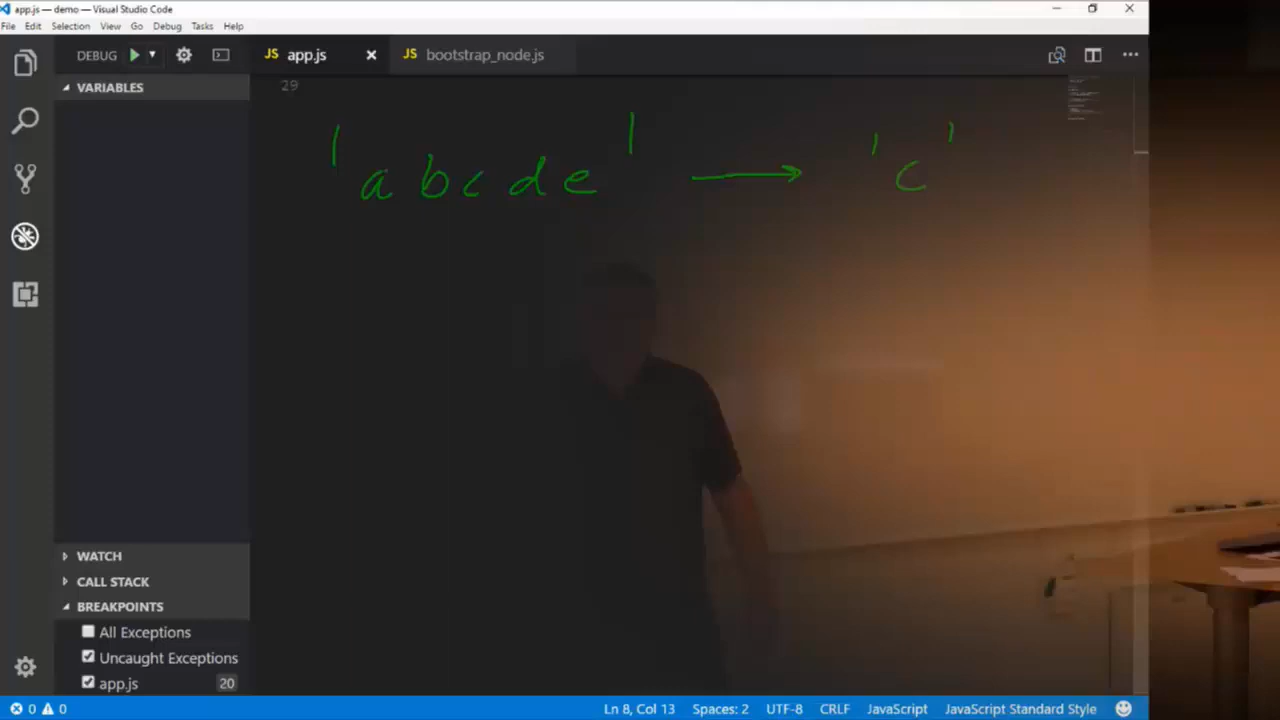 app.js — demo — Visual Studio Code
File Edit Selection View Go Debug Tasks Help
DEBUG
JS app.js
JS bootstrap_node.js
VARIABLES
29
'abcde' → 'c'
WATCH
CALL STACK
BREAKPOINTS
All Exceptions
Uncaught Exceptions
app.js 20
0 0 Ln 8, Col 13 Spaces: 2 UTF-8 CRLF JavaScript JavaScript Standard Style